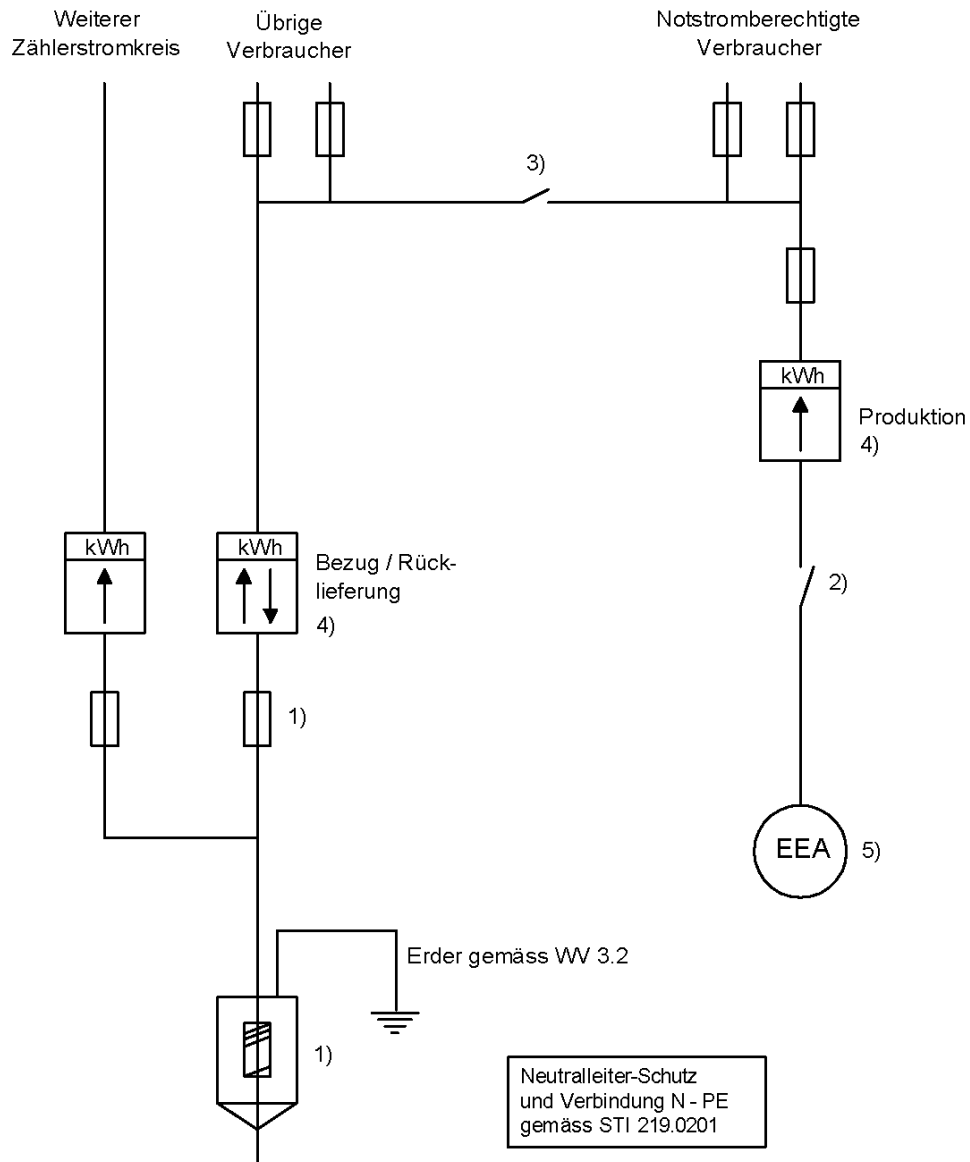 Weiterer
Zählerstromkreis
Übrige
Verbraucher
Notstromberechtigte
Verbraucher
3)
kWh
Produktion
4)
kWh
kWh
Bezug / Rück-
lieferung
4)
2)
1)
EEA
5)
Erder gemäss WV 3.2
1)
Neutralleiter-Schutz
und Verbindung N - PE
gemäss STI 219.0201